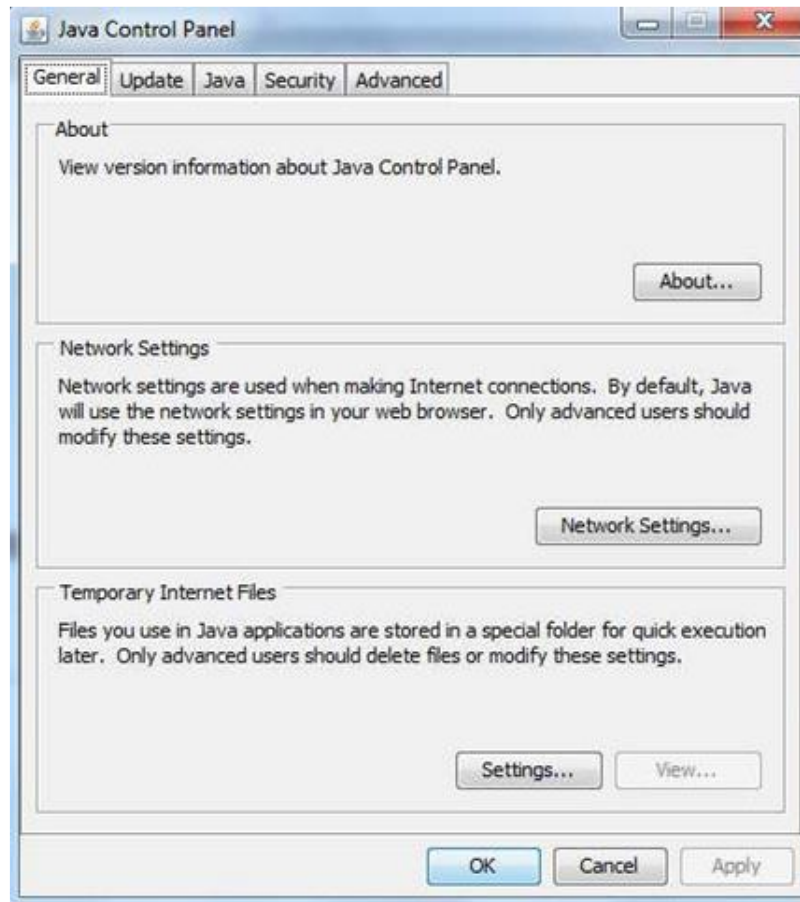 Java Control Panel
General Update Java Security Advanced
About
View version information about Java Control Panel.
About...
Network Settings
Network settings are used when making Internet connections.  By default, Java
will use the network settings in your web browser.  Only advanced users should
modify these settings.
Network Settings...
Temporary Internet Files
Files you use in Java applications are stored in a special folder for quick execution
later.  Only advanced users should delete files or modify these settings.
Settings... View...
OK Cancel Apply